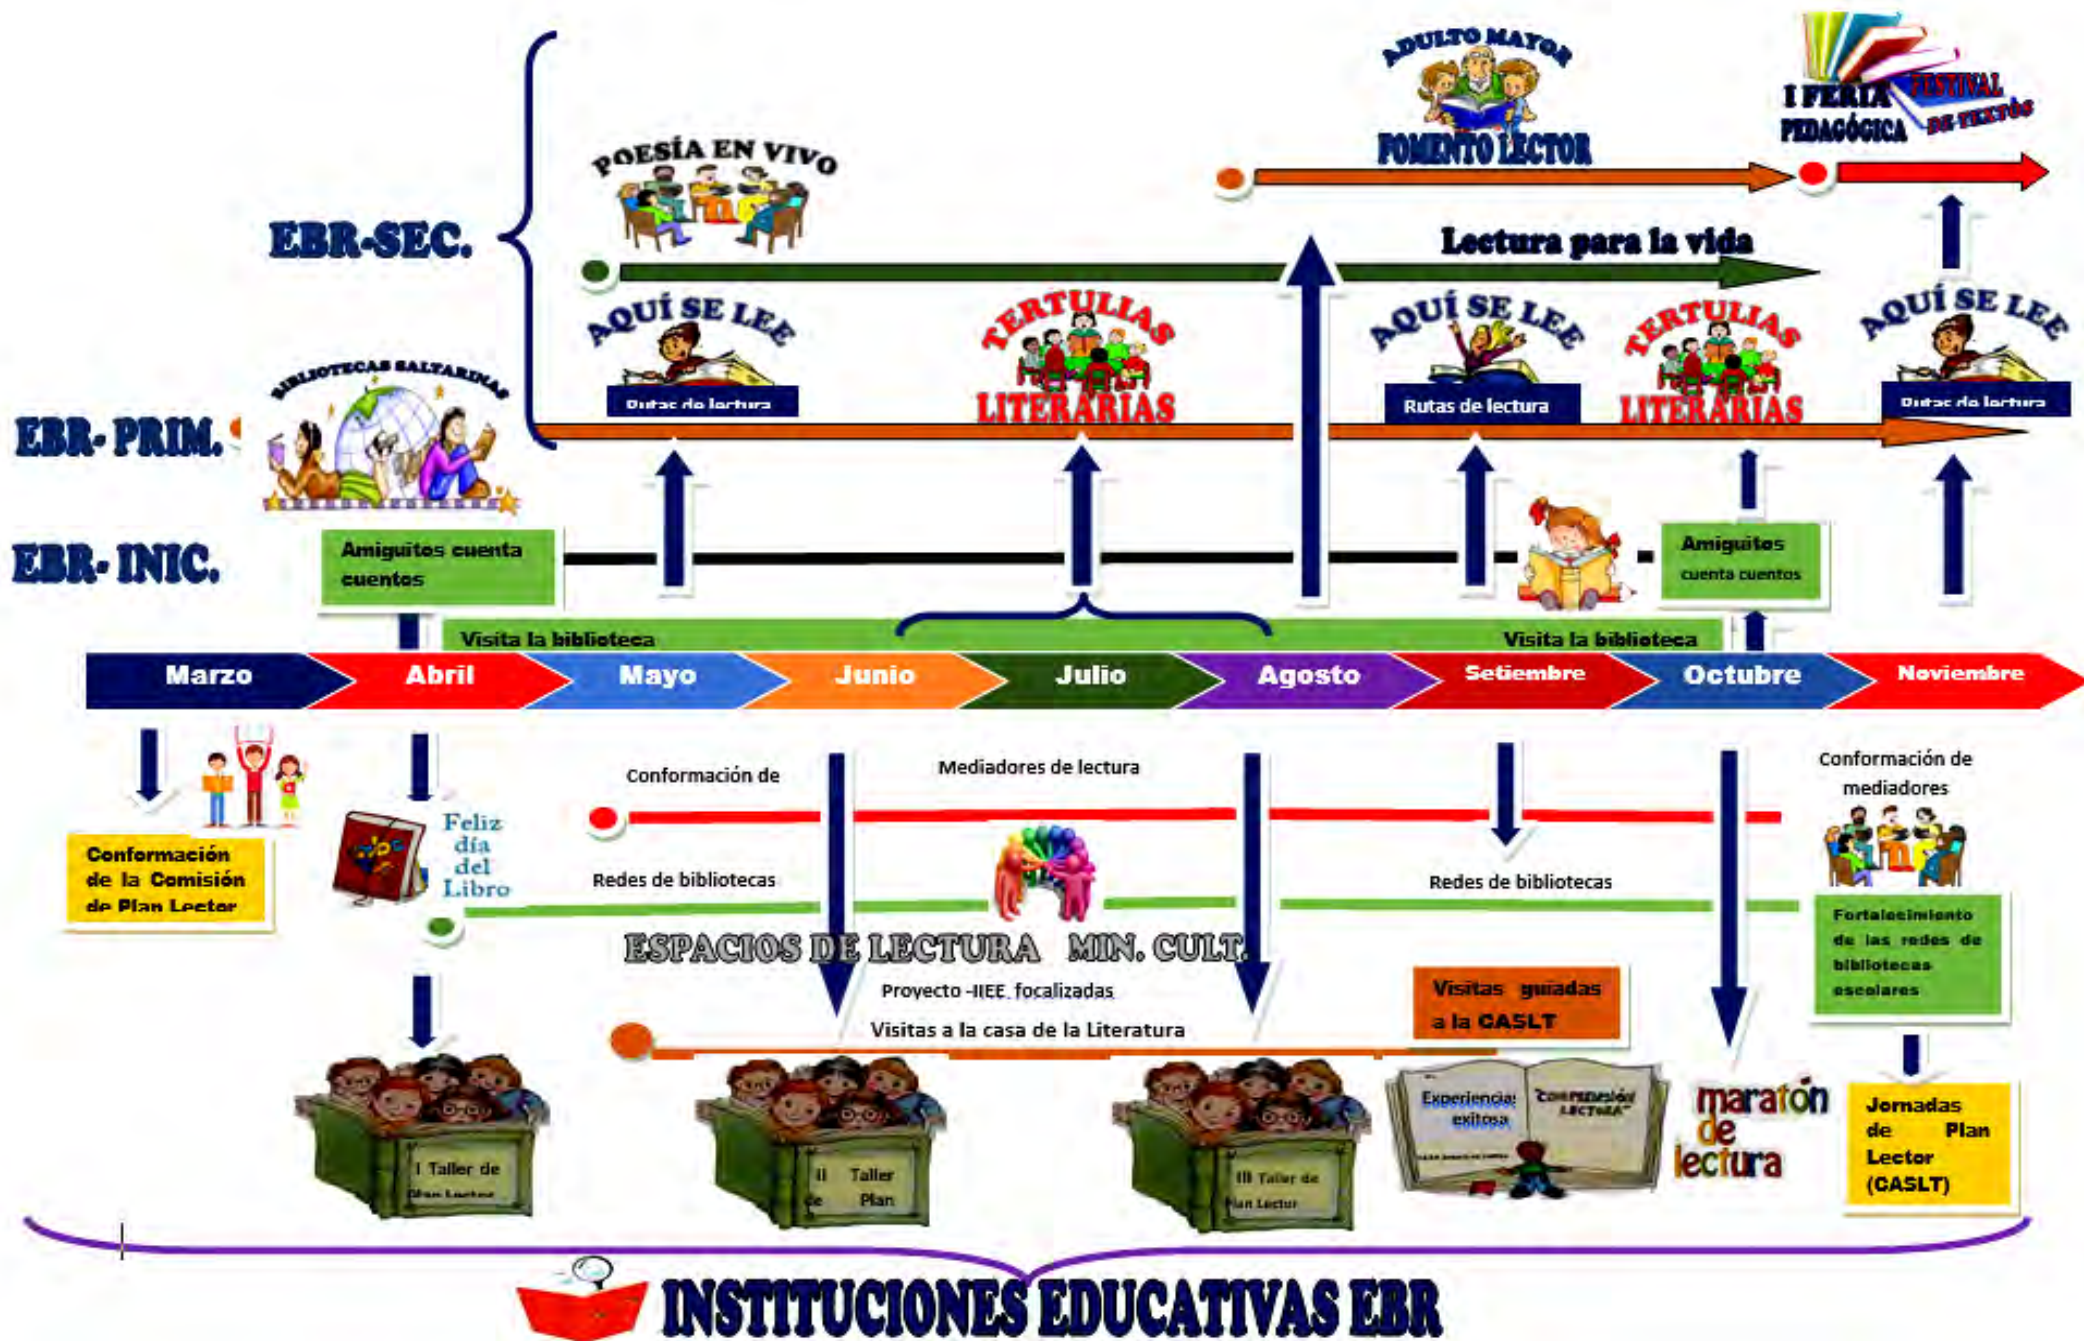 ADULTO MAYOR
FOMENTO LECTOR
I FERIA
PEDAGÓGICA
FESTIVAL
DE TEXTOS
POESÍA EN VIVO
EBR-SEC.
Lectura para la vida
AQUÍ SE LEE
Rutas de lectura
TERTULIAS
LITERARIAS
AQUÍ SE LEE
Rutas de lectura
TERTULIAS
LITERARIAS
AQUÍ SE LEE
Rutas de lectura
BIBLIOTECAS SALTARINAS
EBR- PRIM.
EBR- INIC.
Amiguitos cuenta
cuentos
Amiguitos
cuenta cuentos
Visita la biblioteca
Visita la biblioteca
Marzo
Abril
Mayo
Junio
Julio
Agosto
Setiembre
Octubre
Noviembre
Conformación
de la Comisión
de Plan Lector
Feliz
día
del
Libro
Conformación de
Mediadores de lectura
Conformación de
mediadores
Redes de bibliotecas
Redes de bibliotecas
ESPACIOS DE LECTURA MIN. CULT.
Fortalecimiento
de las redes de
bibliotecas
escolares
Proyecto -IIEE. focalizadas
Visitas a la casa de la Literatura
Visitas guiadas
a la CASLT
I Taller de
Plan Lector
II Taller
de Plan
III Taller de
Plan Lector
Experiencias
exitosa
"COMPRENSIÓN
LECTORA"
maratón
de
lectura
Jornadas
de Plan
Lector
(CASLT)
INSTITUCIONES EDUCATIVAS EBR